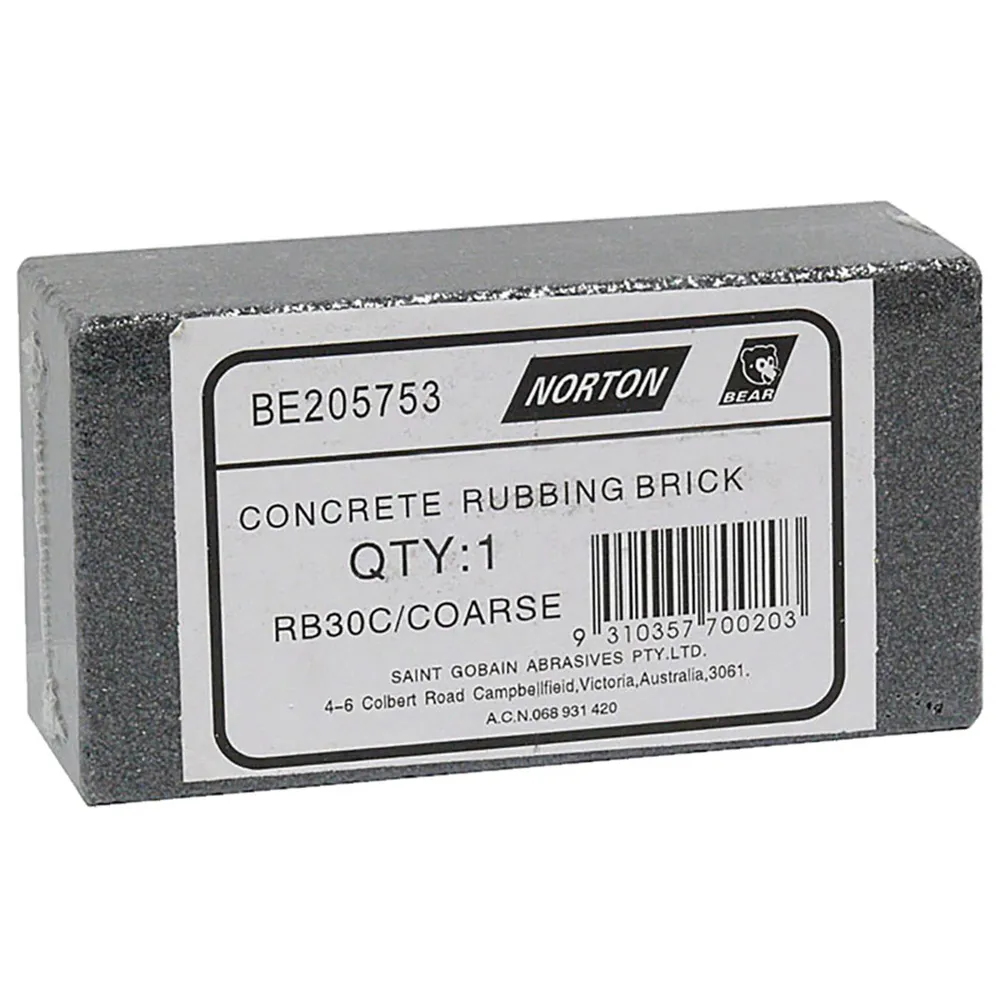 BE205753
NORTON
BEAR
CONCRETE RUBBING BRICK
QTY:1
RB30C/COARSE
9 310357 700203
SAINT GOBAIN ABRASIVES PTY.LTD.
4-6 Colbert Road Campbellfield,Victoria,Australia,3061.
A.C.N.068 931 420